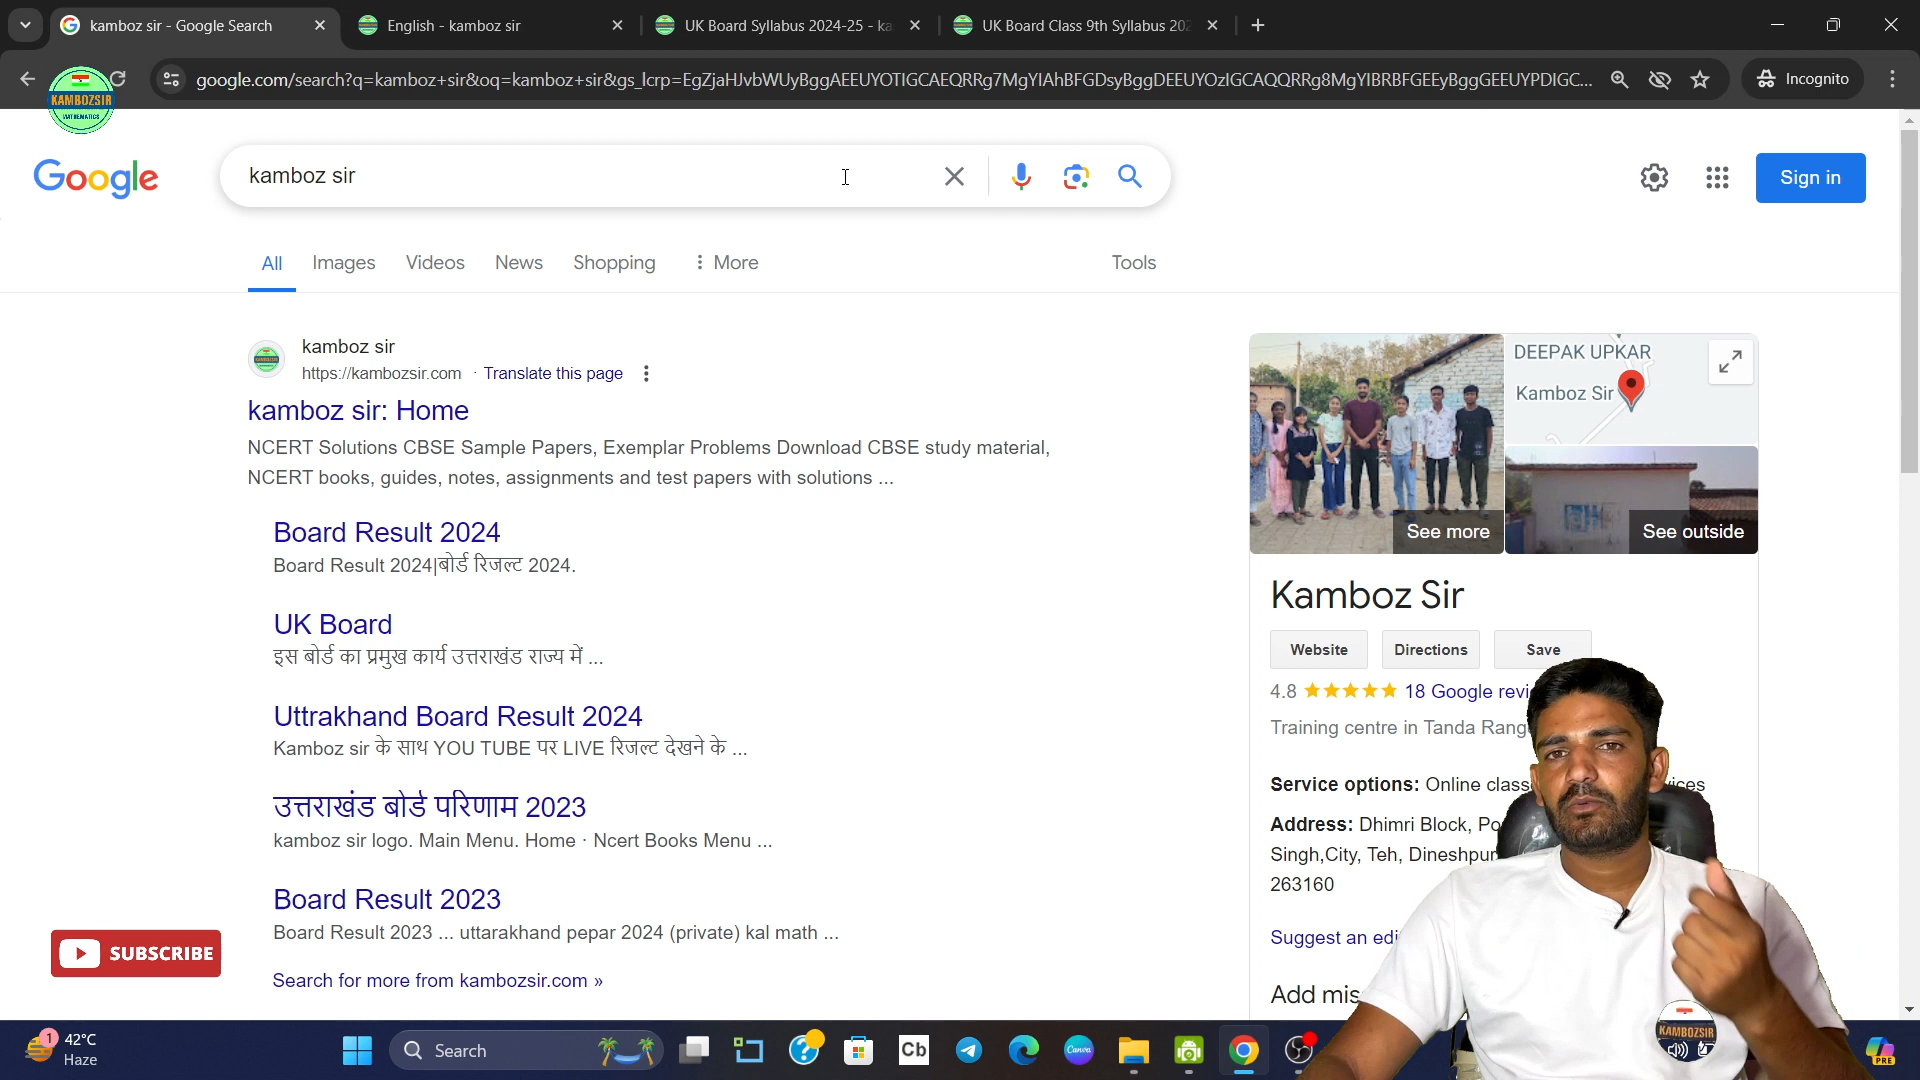 kamboz sir - Google Search
English - kamboz sir
UK Board Syllabus 2024-25 - ka
UK Board Class 9th Syllabus 202
google.com/search?q=kamboz+sir&oq=kamboz+sir&gs_lcrp=EgZjaHJvbWUyBggAEEUYOTIGCAEQRRg7MgYIAhBFGDsyBggDEEUYOzIGCAQQRRg8MgYIBRBFGEEyBggGEEUYPDIGC...
Incognito
KAMBOZSIR
MATHEMATICS
Google
kamboz sir
Sign in
All
Images
Videos
News
Shopping
More
Tools
kamboz sir
https://kambozsir.com · Translate this page
kamboz sir: Home
NCERT Solutions CBSE Sample Papers, Exemplar Problems Download CBSE study material,
NCERT books, guides, notes, assignments and test papers with solutions ...
Board Result 2024
Board Result 2024|बोर्ड रिजल्ट 2024.
UK Board
इस बोर्ड का प्रमुख कार्य उत्तराखंड राज्य में ...
Uttrakhand Board Result 2024
Kamboz sir के साथ YOU TUBE पर LIVE रिजल्ट देखने के ...
उत्तराखंड बोर्ड परिणाम 2023
kamboz sir logo. Main Menu. Home · Ncert Books Menu ...
Board Result 2023
Board Result 2023 ... uttarakhand pepar 2024 (private) kal math ...
Search for more from kambozsir.com »
DEEPAK UPKAR
Kamboz Sir
See more
See outside
Kamboz Sir
Website
Directions
Save
4.8
18 Google revi
Training centre in Tanda Rang
Service options: Online class
ices
Address: Dhimri Block, Po
Singh,City, Teh, Dineshpur
263160
Suggest an edi
Add mis
SUBSCRIBE
KAMBOZSIR
1
42°C
Haze
Search
Cb
Canva
PRE